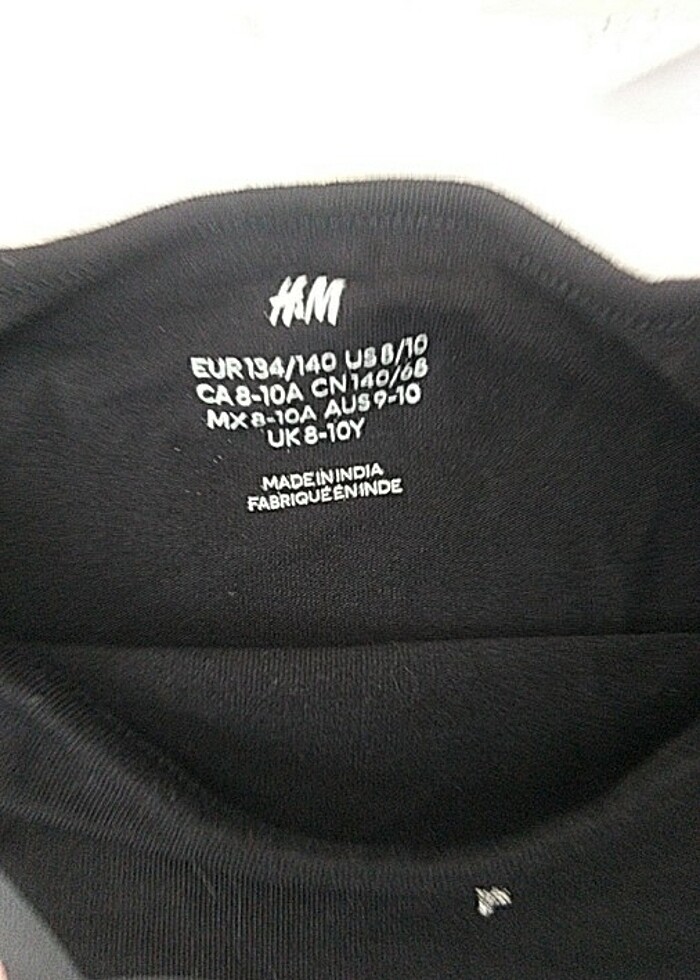 H&M
EUR 134/140 US 8/10
CA 8-10A CN 140/68
MX 8-10A AUS 9-10
UK 8-10Y
MADE IN INDIA
FABRIQUÉ EN INDE